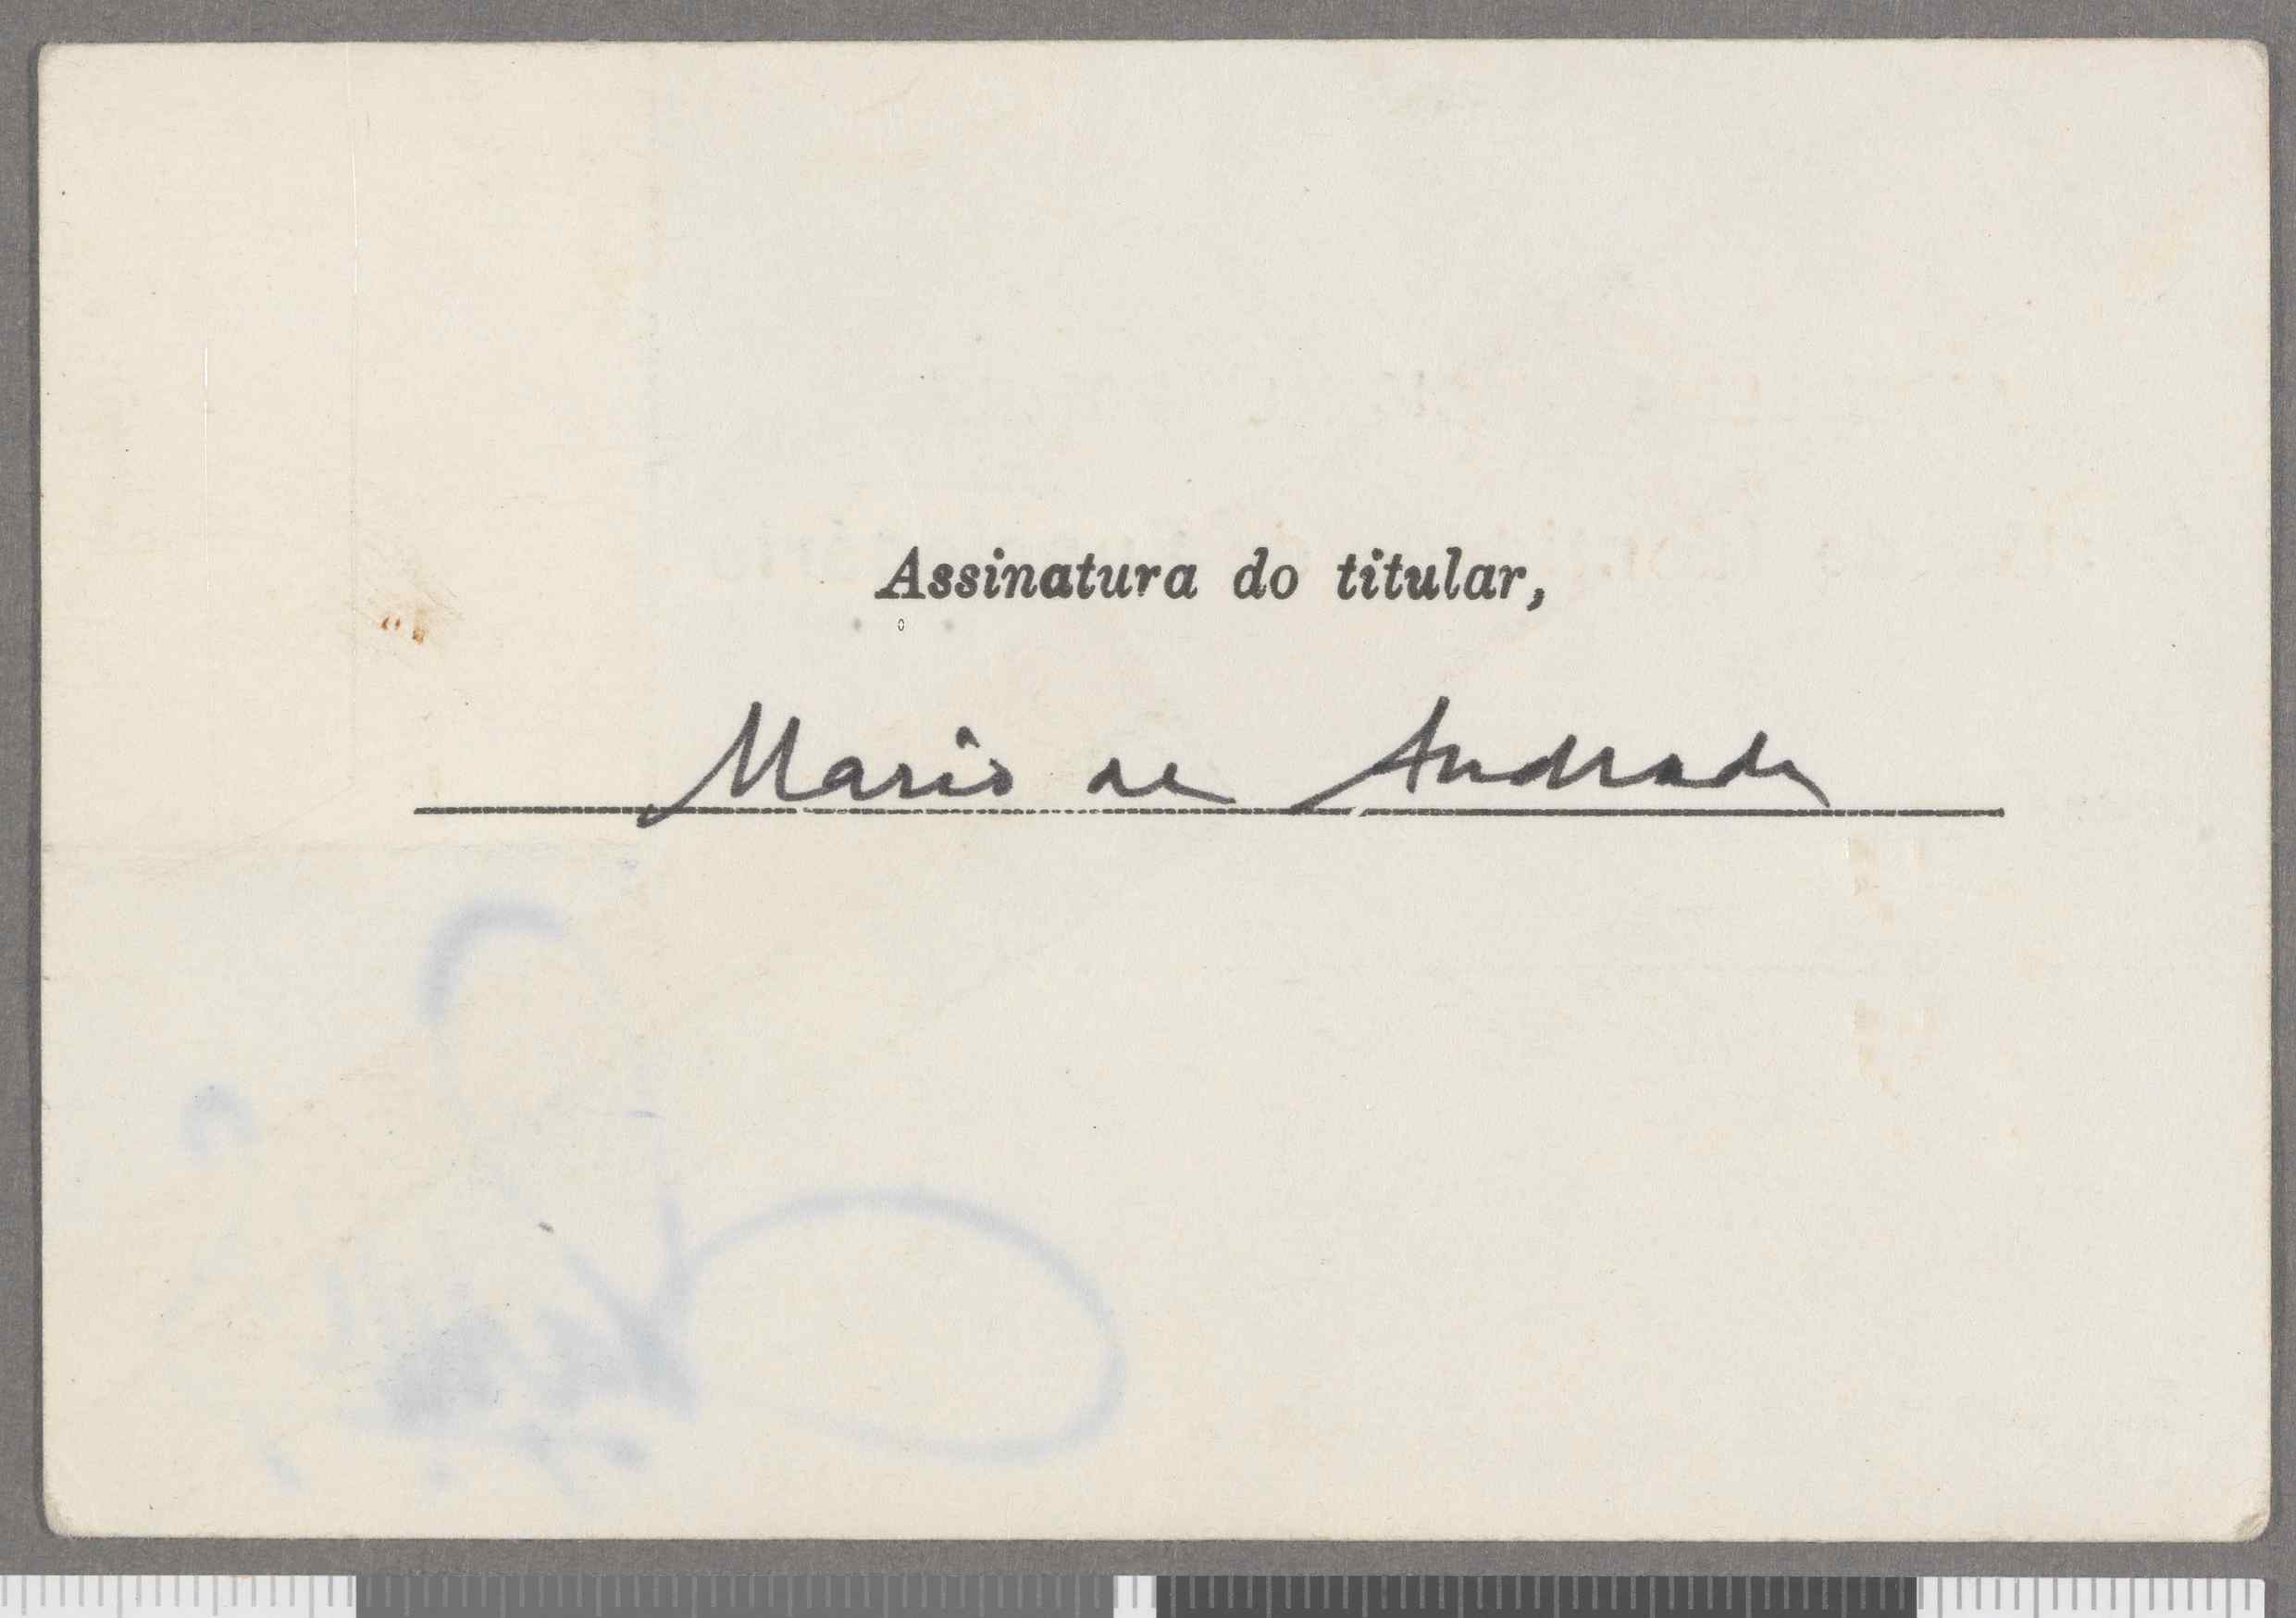 Assinatura do titular,
Mario de Andrade